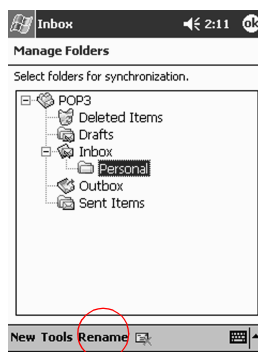 Inbox 2:11 ok
Manage Folders
Select folders for synchronization.
POP3
Deleted Items
Drafts
Inbox
Personal
Outbox
Sent Items
New Tools Rename